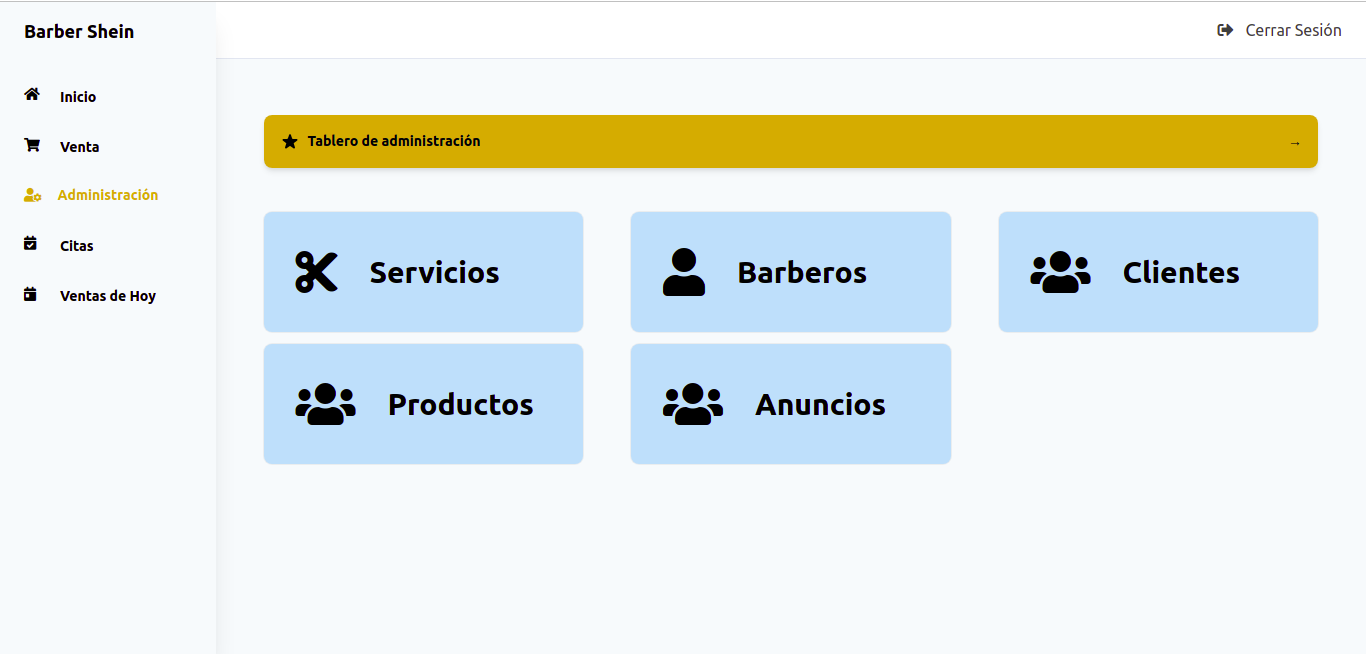 Barber Shein
Cerrar Sesión
Inicio
Venta
Administración
Citas
Ventas de Hoy
Tablero de administración →
Servicios
Barberos
Clientes
Productos
Anuncios